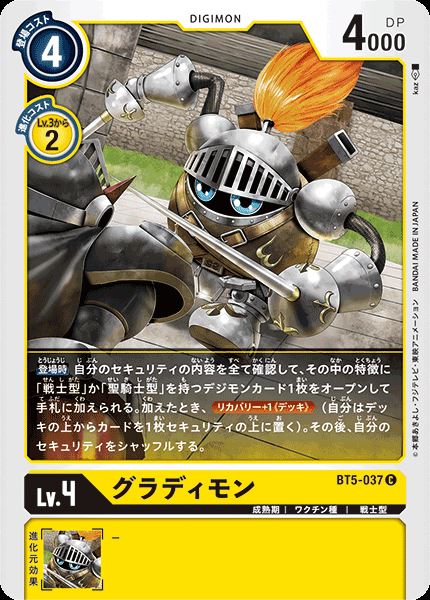 DIGIMON
登場コスト
4
DP
4000
進化コスト
Lv.3から
2
kaz
© 本郷あきよし・フジテレビ・東映アニメーション BANDAI MADE IN JAPAN
登場時 自分のセキュリティの内容を全て確認して、その中の特徴に
「戦士型」か「聖騎士型」を持つデジモンカード1枚をオープンして
手札に加えられる。加えたとき、リカバリー+1《デッキ》(自分はデッ
キの上からカードを1枚セキュリティの上に置く)。その後、自分の
セキュリティをシャッフルする。
Lv.4
グラディモン
BT5-037 C
成熟期 | ワクチン種 | 戦士型
進化元効果
－